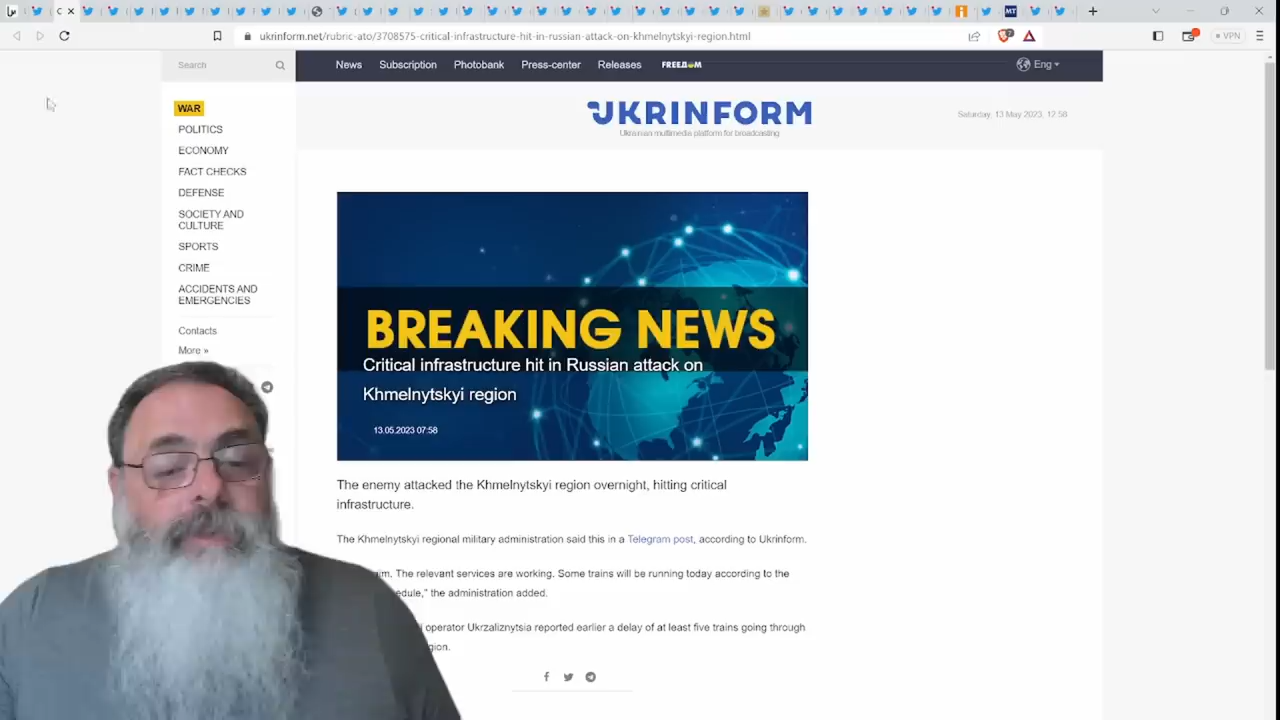 C
MT
ukrinform.net/rubric-ato/3708575-critical-infrastructure-hit-in-russian-attack-on-khmelnytskyi-region.html
VPN
Search
News
Subscription
Photobank
Press-center
Releases
FREEДОM
Eng
UKRINFORM
Ukrainian multimedia platform for broadcasting
Saturday, 13 May 2023, 12:58
WAR
POLITICS
ECONOMY
FACT CHECKS
DEFENSE
SOCIETY AND
CULTURE
SPORTS
CRIME
ACCIDENTS AND
EMERGENCIES
Contacts
More »
BREAKING NEWS
Critical infrastructure hit in Russian attack on
Khmelnytskyi region
13.05.2023 07:58
The enemy attacked the Khmelnytskyi region overnight, hitting critical
infrastructure.
The Khmelnytskyi regional military administration said this in a Telegram post, according to Ukrinform.
The relevant services are working. Some trains will be running today according to the
the administration added.
operator Ukrzaliznytsia reported earlier a delay of at least five trains going through